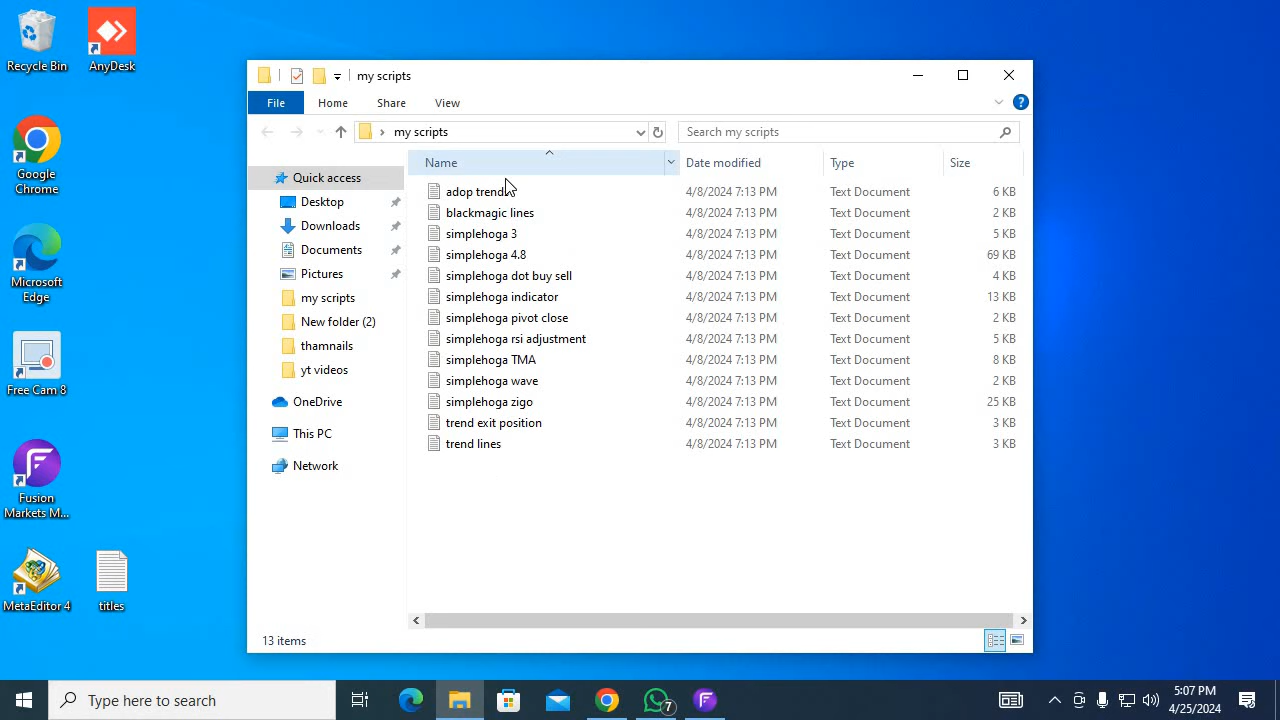 Recycle Bin
AnyDesk
Google
Chrome
Microsoft
Edge
Free Cam 8
Fusion
Markets M...
MetaEditor 4
titles
my scripts
File
Home
Share
View
my scripts
Search my scripts
Quick access
Desktop
Downloads
Documents
Pictures
my scripts
New folder (2)
thamnails
yt videos
OneDrive
This PC
Network
Name Date modified Type Size
adop trend 4/8/2024 7:13 PM Text Document 6 KB
blackmagic lines 4/8/2024 7:13 PM Text Document 2 KB
simplehoga 3 4/8/2024 7:13 PM Text Document 5 KB
simplehoga 4.8 4/8/2024 7:13 PM Text Document 69 KB
simplehoga dot buy sell 4/8/2024 7:13 PM Text Document 4 KB
simplehoga indicator 4/8/2024 7:13 PM Text Document 13 KB
simplehoga pivot close 4/8/2024 7:13 PM Text Document 2 KB
simplehoga rsi adjustment 4/8/2024 7:13 PM Text Document 5 KB
simplehoga TMA 4/8/2024 7:13 PM Text Document 8 KB
simplehoga wave 4/8/2024 7:13 PM Text Document 2 KB
simplehoga zigo 4/8/2024 7:13 PM Text Document 25 KB
trend exit position 4/8/2024 7:13 PM Text Document 3 KB
trend lines 4/8/2024 7:13 PM Text Document 3 KB
13 items
Type here to search
7
5:07 PM
4/25/2024